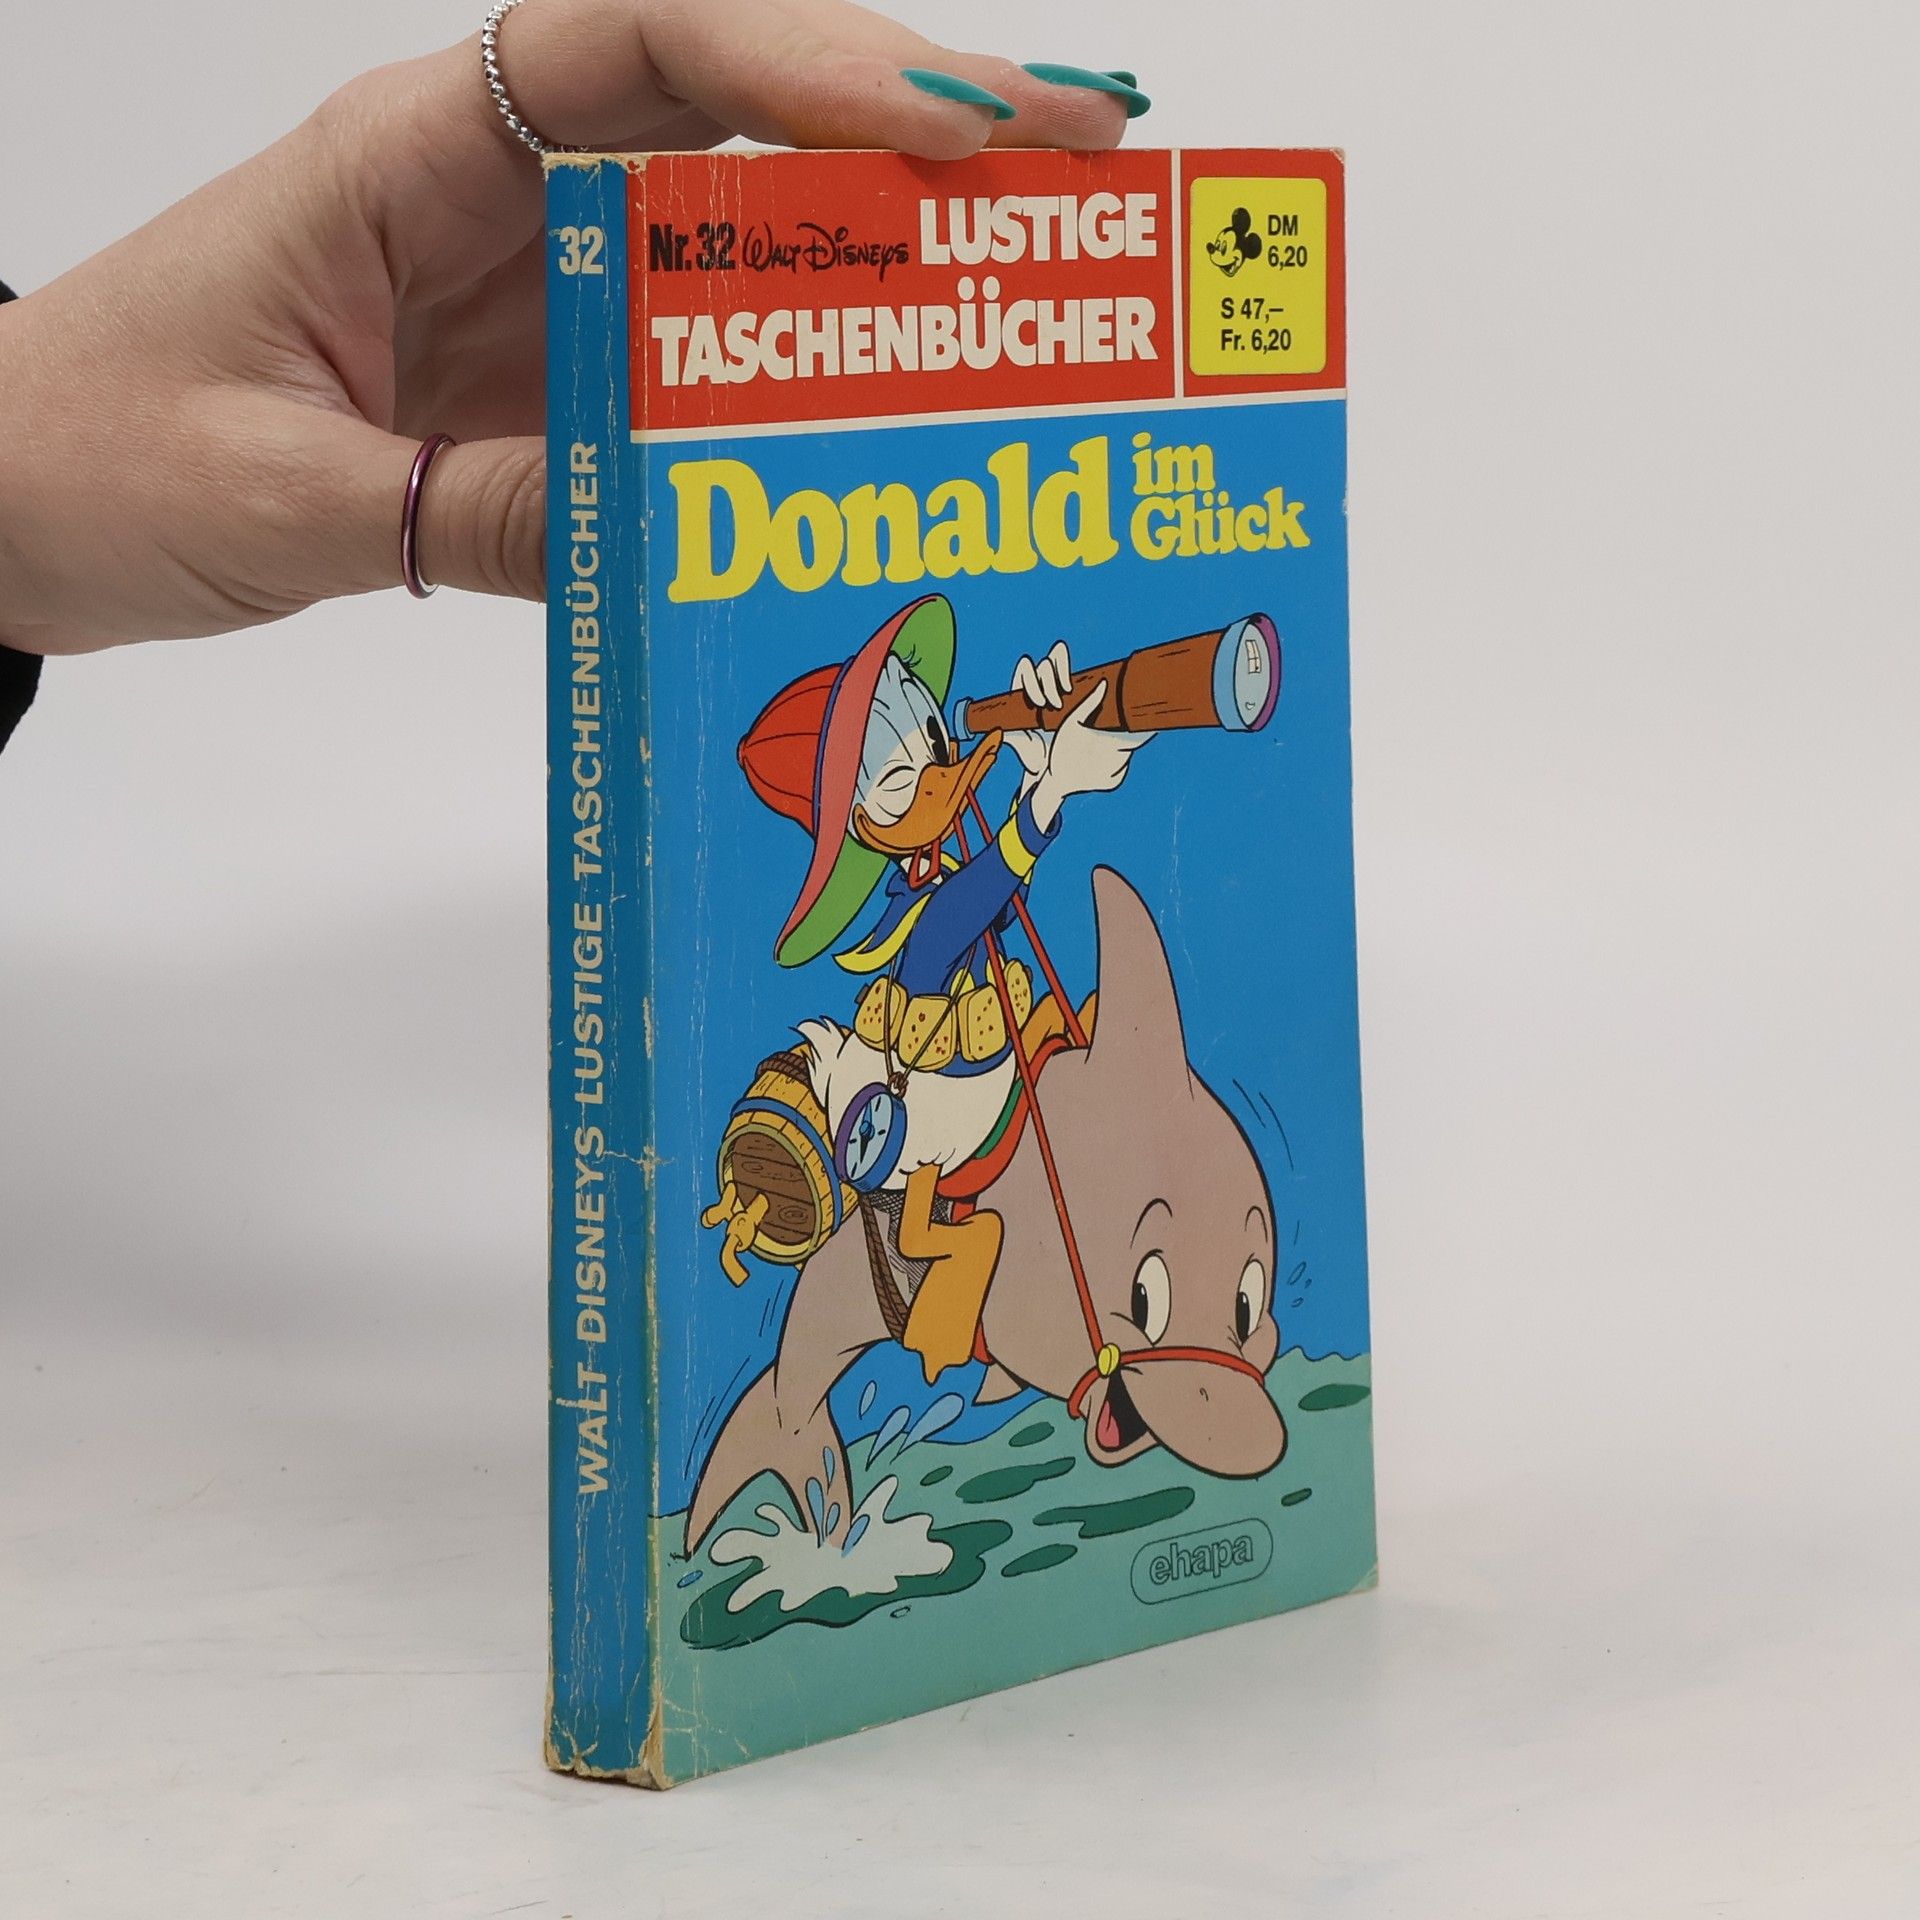 32
WALT DISNEYS LUSTIGE TASCHENBÜCHER
Nr. 32 Walt Disneys LUSTIGE
TASCHENBÜCHER
DM
6,20
S 47,–
Fr. 6,20
Donald im
Glück
ehapa